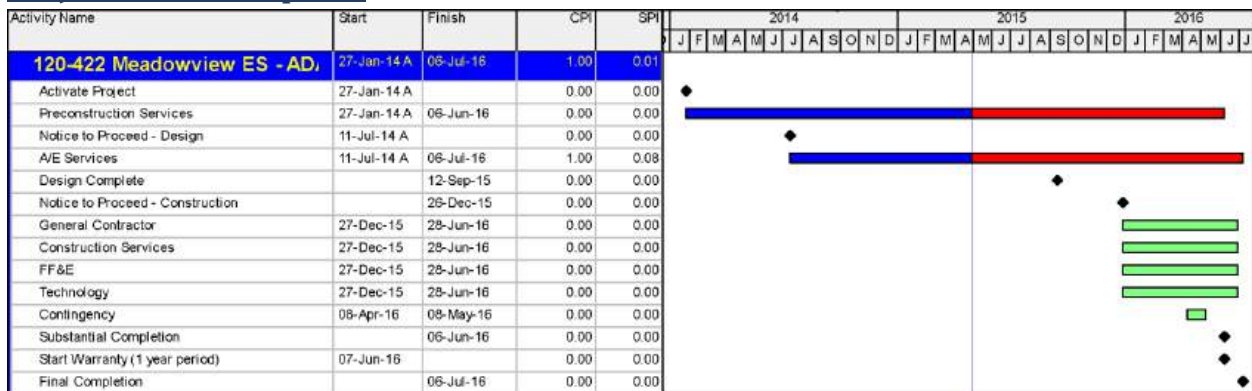 Activity Name Start Finish CPI SPI 2014 2015 2016
J F M A M J J A S O N D J F M A M J J A S O N D J F M A M J J
120-422 Meadowview ES - AD 27-Jan-14 A 06-Jul-16 1.00 0.01
Activate Project 27-Jan-14 A 0.00 0.00
Preconstruction Services 27-Jan-14 A 06-Jun-16 0.00 0.00
Notice to Proceed - Design 11-Jul-14 A 0.00 0.00
A/E Services 11-Jul-14 A 06-Jul-16 1.00 0.08
Design Complete 12-Sep-15 0.00 0.00
Notice to Proceed - Construction 26-Dec-15 0.00 0.00
General Contractor 27-Dec-15 28-Jun-16 0.00 0.00
Construction Services 27-Dec-15 28-Jun-16 0.00 0.00
FF&E 27-Dec-15 28-Jun-16 0.00 0.00
Technology 27-Dec-15 28-Jun-16 0.00 0.00
Contingency 08-Apr-16 08-May-16 0.00 0.00
Substantial Completion 06-Jun-16 0.00 0.00
Start Warranty (1 year period) 07-Jun-16 0.00 0.00
Final Completion 06-Jul-16 0.00 0.00